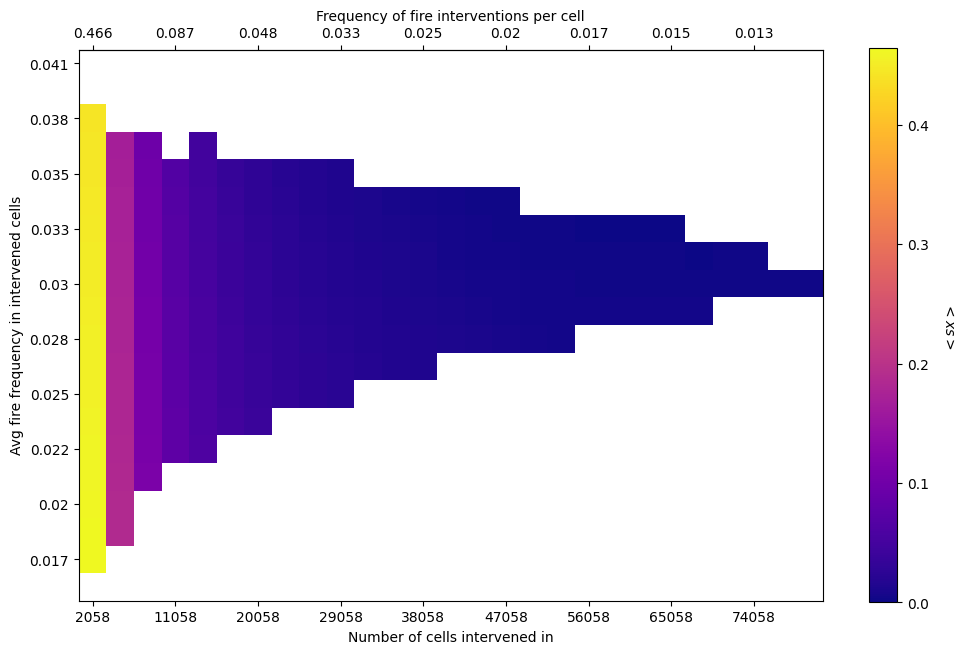 Frequency of fire interventions per cell
0.466 0.087 0.048 0.033 0.025 0.02 0.017 0.015 0.013
0.041
0.038
0.035
0.033
0.03
0.028
0.025
0.022
0.02
0.017
Avg fire frequency in intervened cells
2058 11058 20058 29058 38058 47058 56058 65058 74058
Number of cells intervened in
0.4
0.3
0.2
0.1
0.0
< sx >